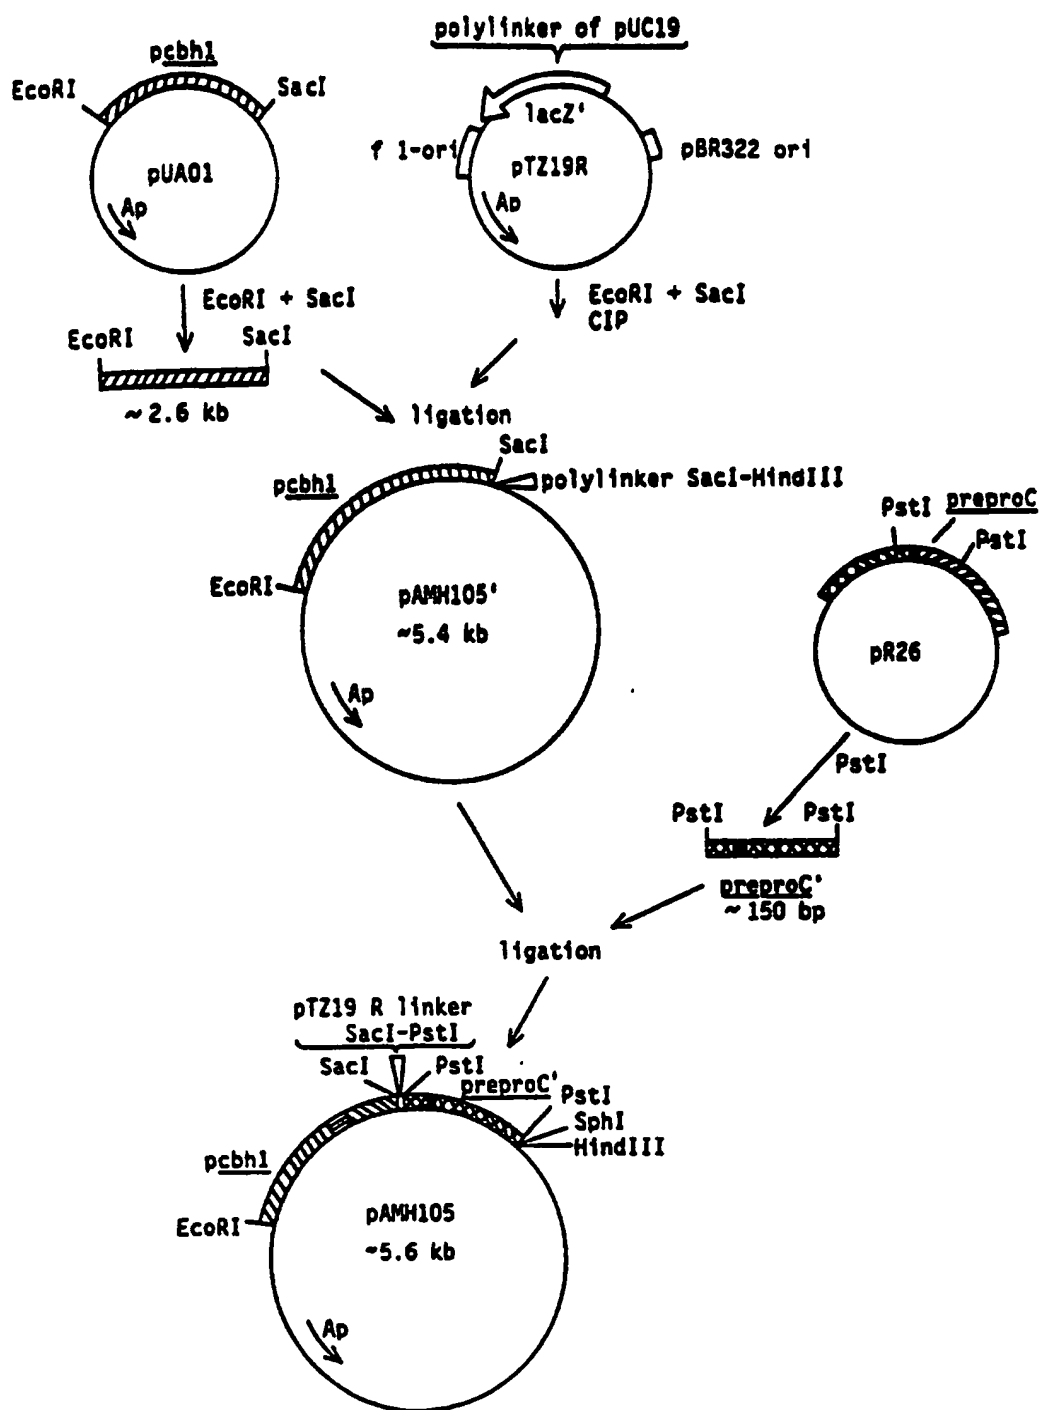 polylinker of pUC19
pcbh1
EcoRI
SacI
lacZ'
f 1-ori
pBR322 ori
pUA01
pTZ19R
Ap
Ap
EcoRI + SacI
EcoRI + SacI
CIP
EcoRI
SacI
~ 2.6 kb
ligation
SacI
pcbh1
polylinker SacI-HindIII
PstI
preproC
PstI
EcoRI
pAMH105'
~5.4 kb
pR26
Ap
PstI
PstI
PstI
preproC'
~ 150 bp
ligation
pTZ19 R linker
SacI-PstI
SacI
PstI
preproC'
PstI
SphI
HindIII
pcbh1
EcoRI
pAMH105
~5.6 kb
Ap